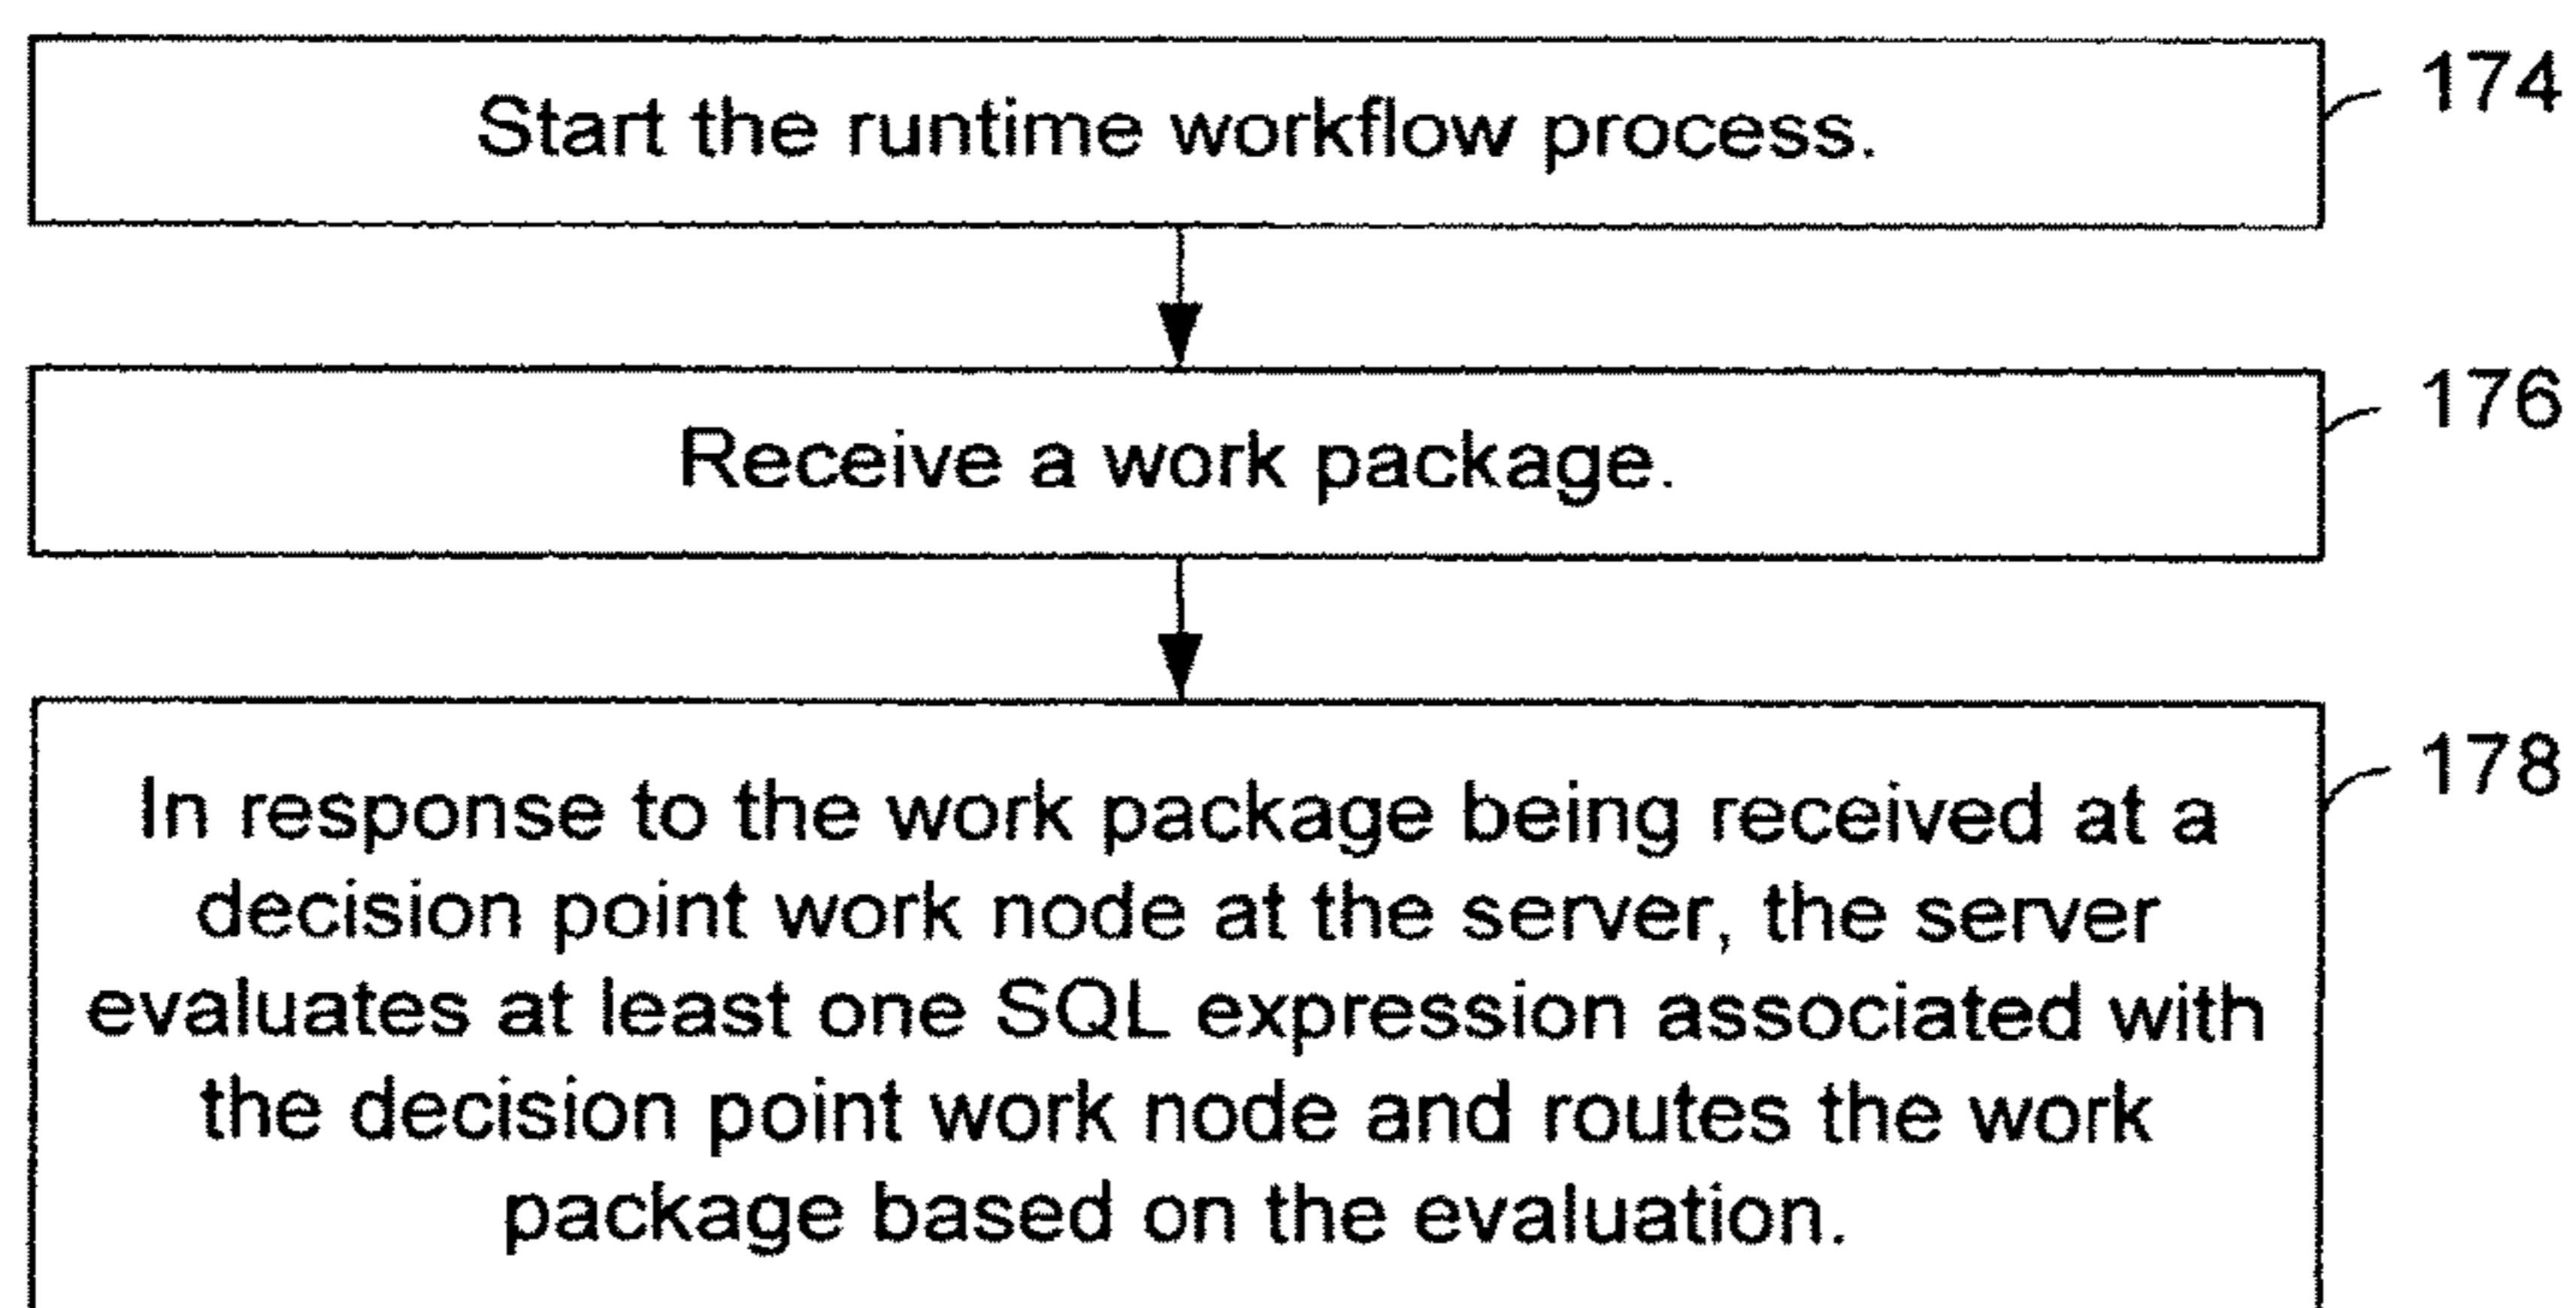 Start the runtime workflow process.
174
Receive a work package.
176
In response to the work package being received at a
decision point work node at the server, the server
evaluates at least one SQL expression associated with
the decision point work node and routes the work
package based on the evaluation.
178